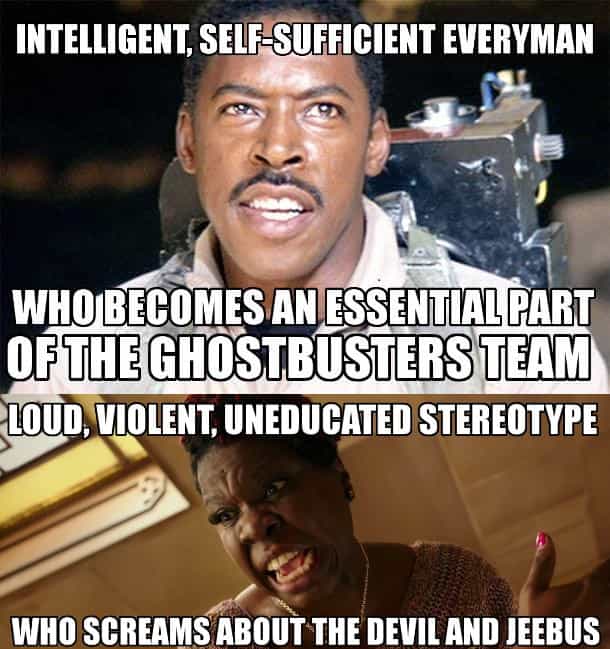 INTELLIGENT, SELF-SUFFICIENT EVERYMAN
WHO BECOMES AN ESSENTIAL PART
OF THE GHOSTBUSTERS TEAM
LOUD, VIOLENT, UNEDUCATED STEREOTYPE
WHO SCREAMS ABOUT THE DEVIL AND JEEBUS